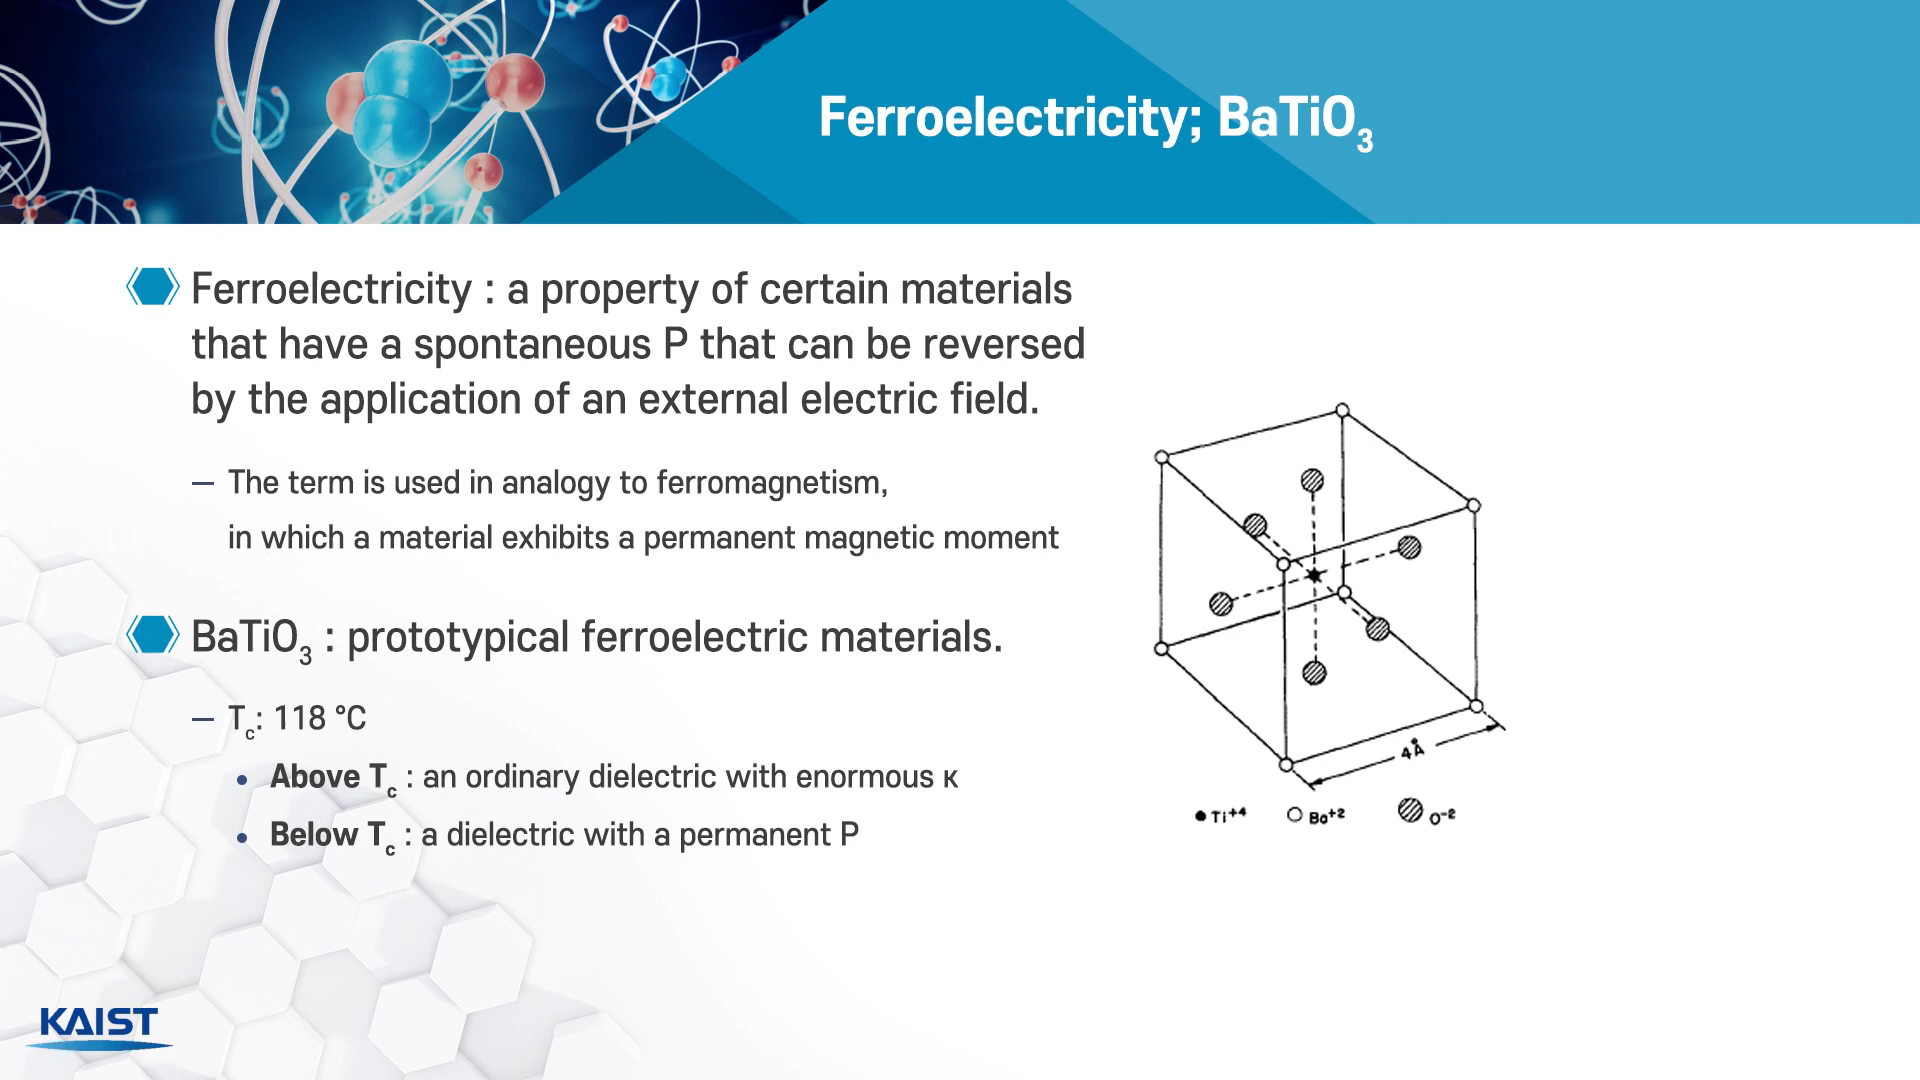 Ferroelectricity; BaTiO₃
Ferroelectricity : a property of certain materials
that have a spontaneous P that can be reversed
by the application of an external electric field.
– The term is used in analogy to ferromagnetism,
in which a material exhibits a permanent magnetic moment
BaTiO₃ : prototypical ferroelectric materials.
– Tc: 118 °C
• Above Tc : an ordinary dielectric with enormous κ
• Below Tc : a dielectric with a permanent P
4Å
Ti⁺⁴ Ba⁺² O⁻²
KAIST